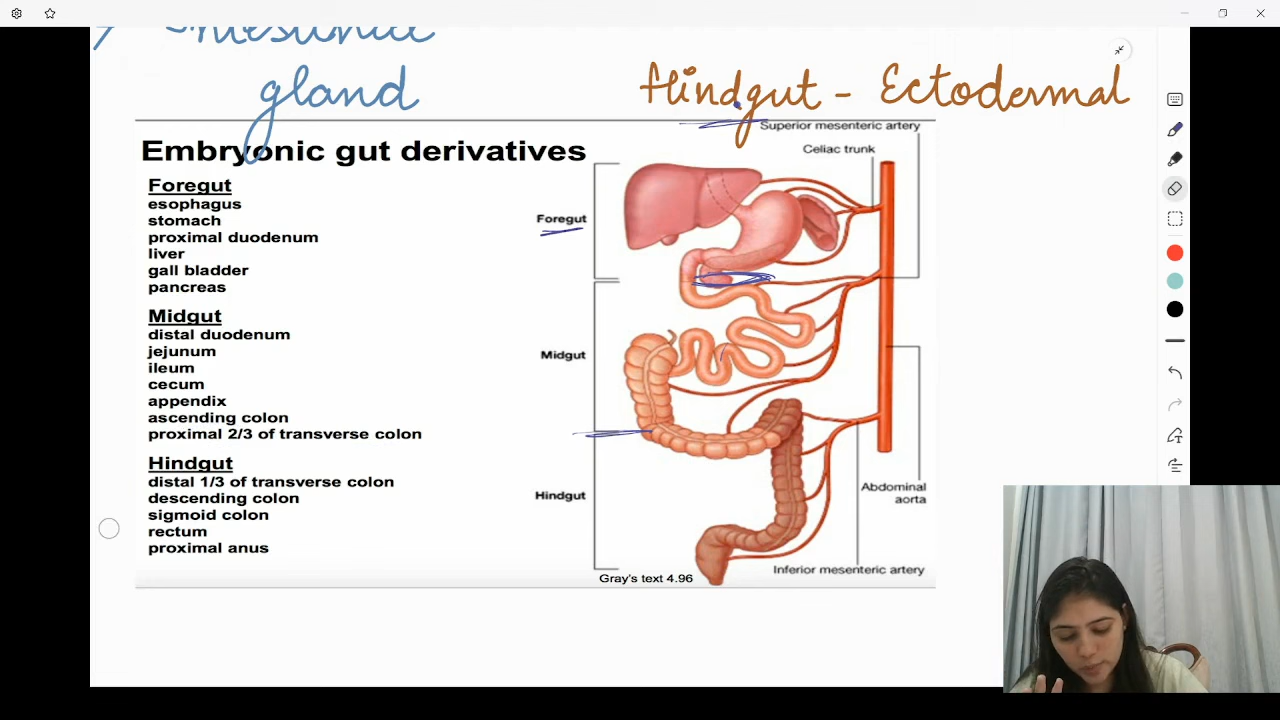 gland
Hindgut - Ectodermal
Superior mesenteric artery
Celiac trunk
Embryonic gut derivatives
Foregut
esophagus
stomach
proximal duodenum
liver
gall bladder
pancreas
Foregut
Midgut
distal duodenum
jejunum
ileum
cecum
appendix
ascending colon
proximal 2/3 of transverse colon
Midgut
Hindgut
distal 1/3 of transverse colon
descending colon
sigmoid colon
rectum
proximal anus
Hindgut
Abdominal
aorta
Inferior mesenteric artery
Gray's text 4.96